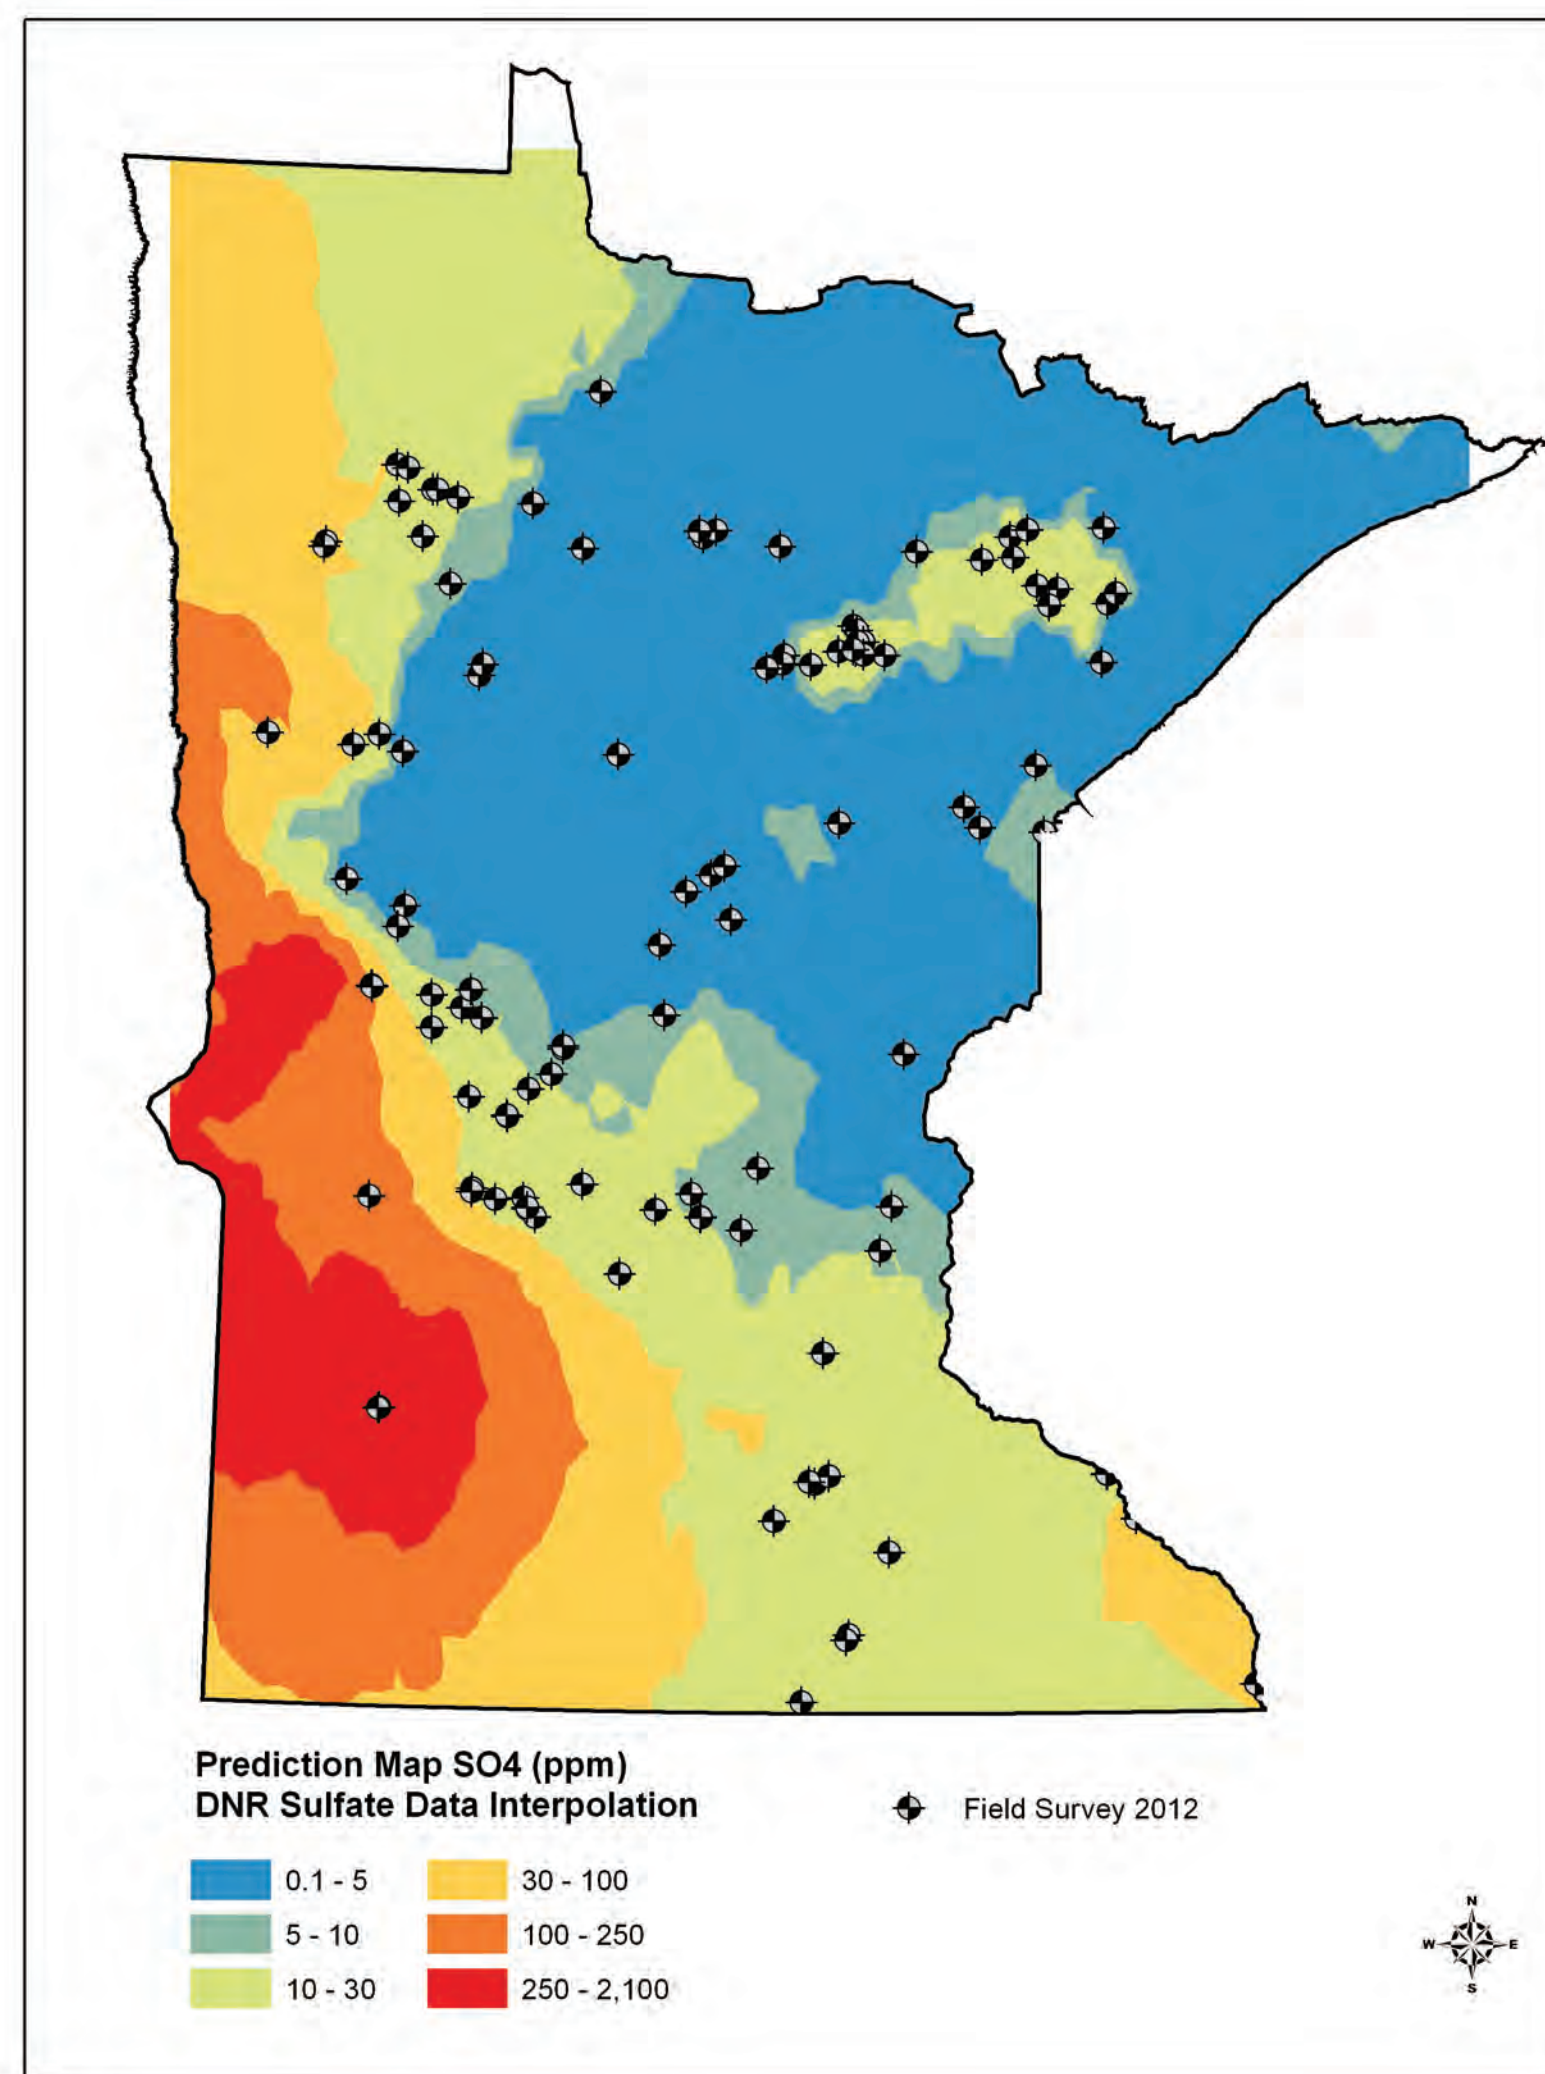 Prediction Map SO4 (ppm)
DNR Sulfate Data Interpolation
Field Survey 2012
0.1 - 5
30 - 100
5 - 10
100 - 250
10 - 30
250 - 2,100
N
W
E
S